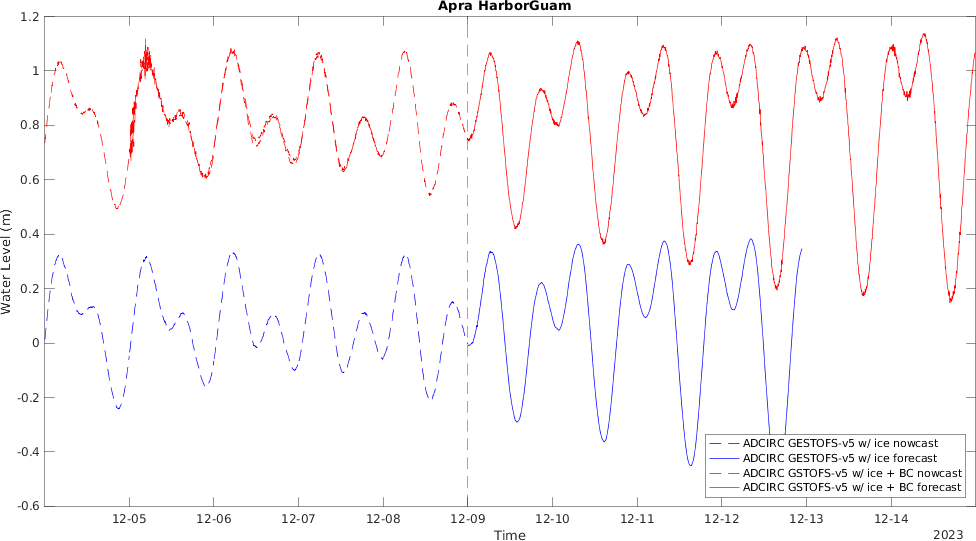 Apra HarborGuam
1.2
1
0.8
0.6
0.4
0.2
0
-0.2
-0.4
-0.6
Water Level (m)
ADCIRC GESTOFS-v5 w/ ice nowcast
ADCIRC GESTOFS-v5 w/ ice forecast
ADCIRC GSTOFS-v5 w/ ice + BC nowcast
ADCIRC GSTOFS-v5 w/ ice + BC forecast
12-05 12-06 12-07 12-08 12-09 12-10 12-11 12-12 12-13 12-14
Time
2023